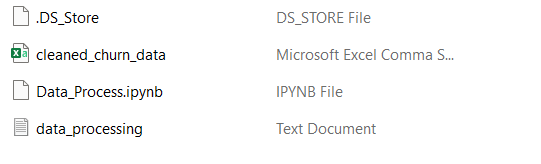 .DS_Store DS_STORE File
cleaned_churn_data Microsoft Excel Comma S...
Data_Process.ipynb IPYNB File
data_processing Text Document